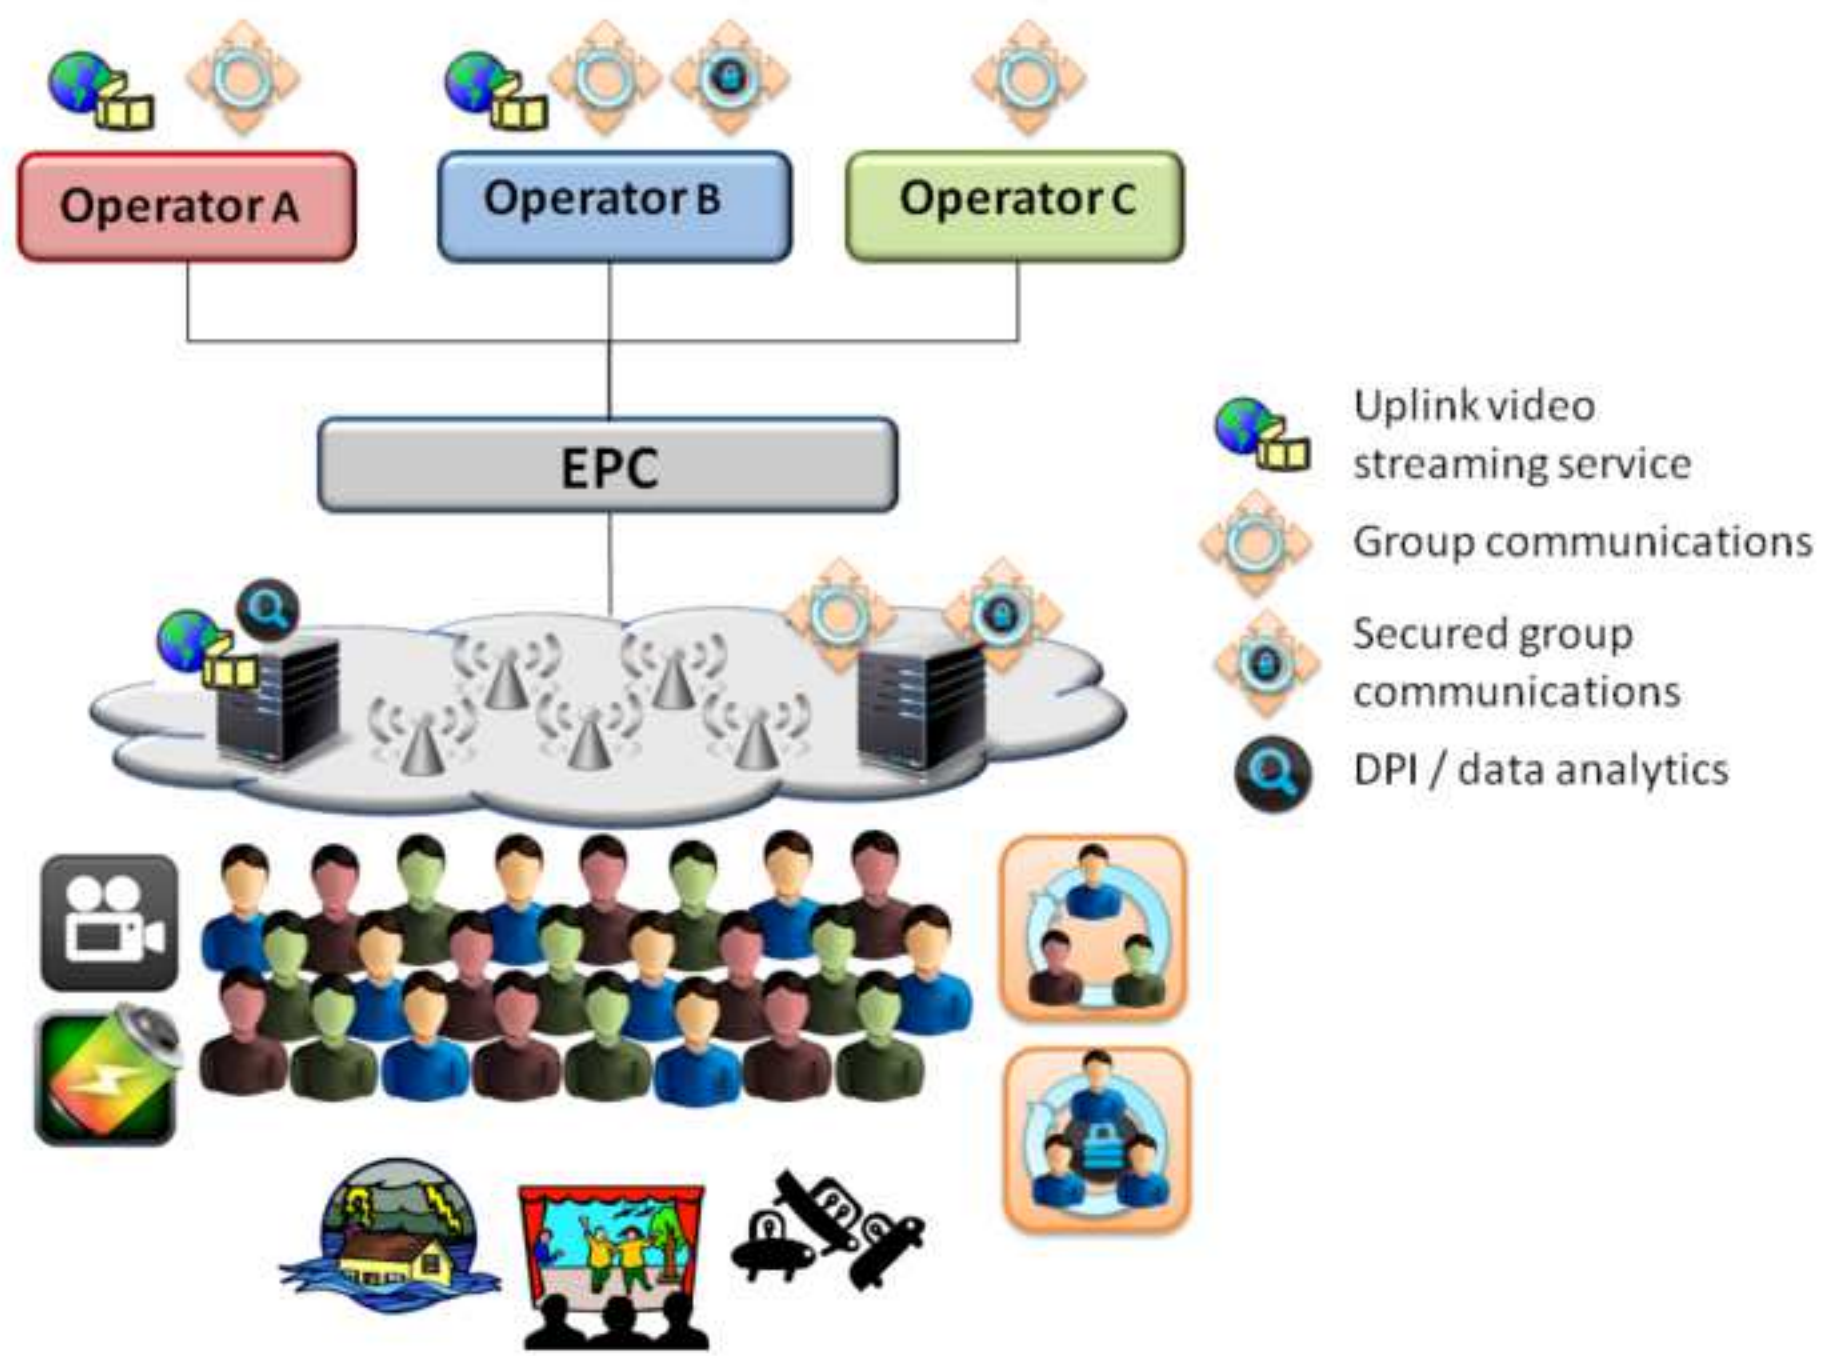 Operator A
Operator B
Operator C
EPC
Uplink video
streaming service
Group communications
Secured group
communications
DPI / data analytics